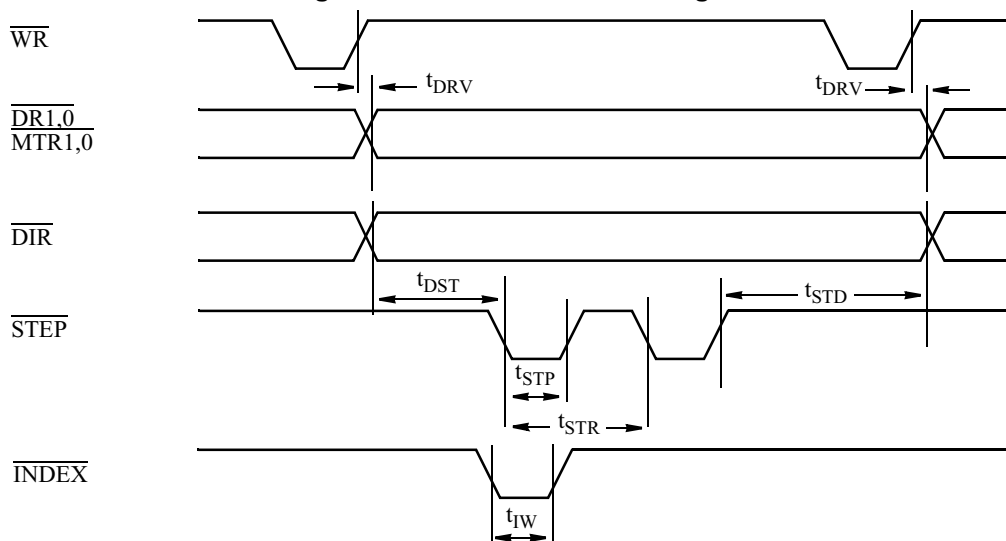 WR
tDRV
tDRV
DR1,0
MTR1,0
DIR
tDST
tSTD
STEP
tSTP
tSTR
INDEX
tIW